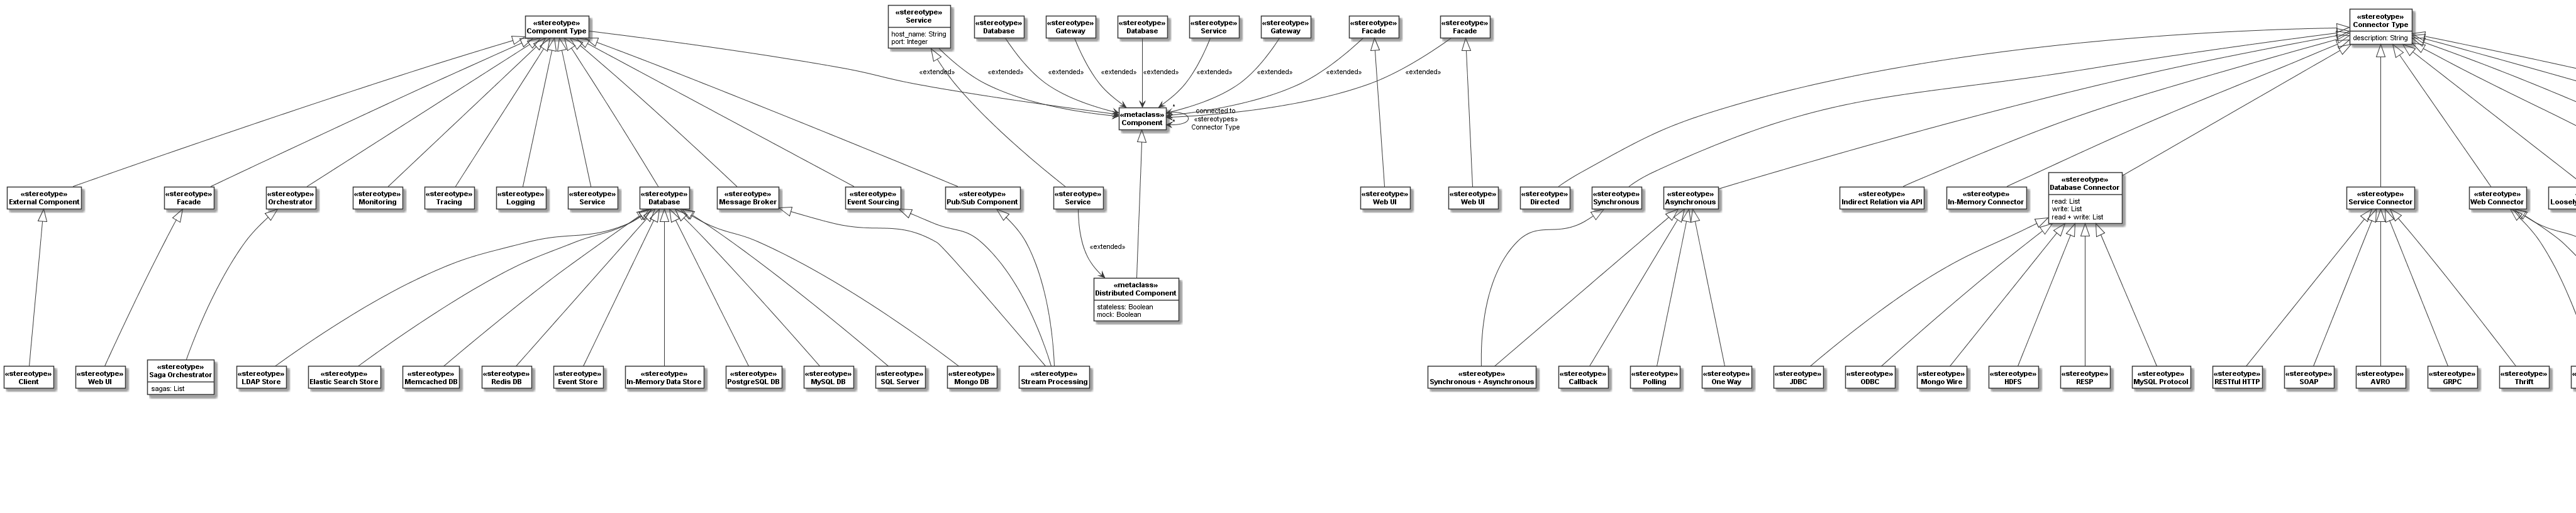 «stereotype»
Component Type
«stereotype»
Service
host_name: String
port: Integer
«stereotype»
Database
«stereotype»
Gateway
«stereotype»
Database
«stereotype»
Service
«stereotype»
Gateway
«stereotype»
Facade
«stereotype»
Facade
«stereotype»
Connector Type
description: String
«extended»
«extended»
«extended»
«extended»
«extended»
«extended»
«extended»
«extended»
«extended»
«metaclass»
Component
*
connected to
«stereotypes»
Connector Type
*
«stereotype»
External Component
«stereotype»
Facade
«stereotype»
Orchestrator
«stereotype»
Monitoring
«stereotype»
Tracing
«stereotype»
Logging
«stereotype»
Service
«stereotype»
Database
«stereotype»
Message Broker
«stereotype»
Event Sourcing
«stereotype»
Pub/Sub Component
«stereotype»
Service
«stereotype»
Web UI
«stereotype»
Web UI
«stereotype»
Directed
«stereotype»
Synchronous
«stereotype»
Asynchronous
«stereotype»
Indirect Relation via API
«stereotype»
In-Memory Connector
«stereotype»
Database Connector
read: List
write: List
read + write: List
«stereotype»
Service Connector
«stereotype»
Web Connector
Loosely
«extended»
«metaclass»
Distributed Component
stateless: Boolean
mock: Boolean
«stereotype»
Client
«stereotype»
Web UI
«stereotype»
Saga Orchestrator
sagas: List
«stereotype»
LDAP Store
«stereotype»
Elastic Search Store
«stereotype»
Memcached DB
«stereotype»
Redis DB
«stereotype»
Event Store
«stereotype»
In-Memory Data Store
«stereotype»
PostgreSQL DB
«stereotype»
MySQL DB
«stereotype»
SQL Server
«stereotype»
Mongo DB
«stereotype»
Stream Processing
«stereotype»
Synchronous + Asynchronous
«stereotype»
Callback
«stereotype»
Polling
«stereotype»
One Way
«stereotype»
JDBC
«stereotype»
ODBC
«stereotype»
Mongo Wire
«stereotype»
HDFS
«stereotype»
RESP
«stereotype»
MySQL Protocol
«stereotype»
RESTful HTTP
«stereotype»
SOAP
«stereotype»
AVRO
«stereotype»
GRPC
«stereotype»
Thrift